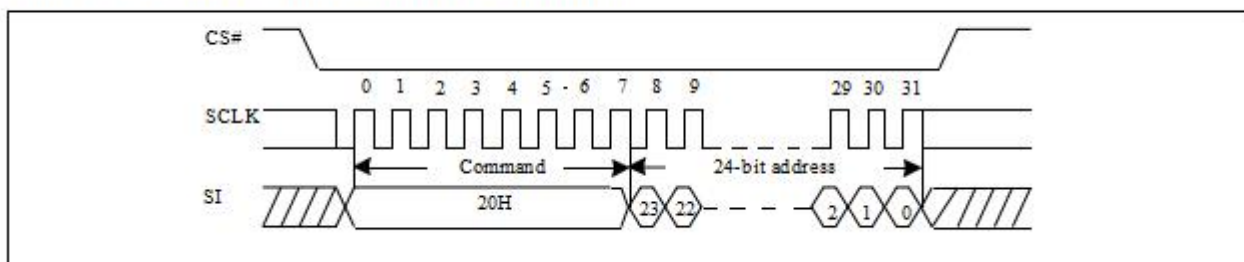 CS#
0 1 2 3 4 5 - 6 7 8 9 29 30 31
SCLK
Command 24-bit address
SI 20H 23 22 2 1 0